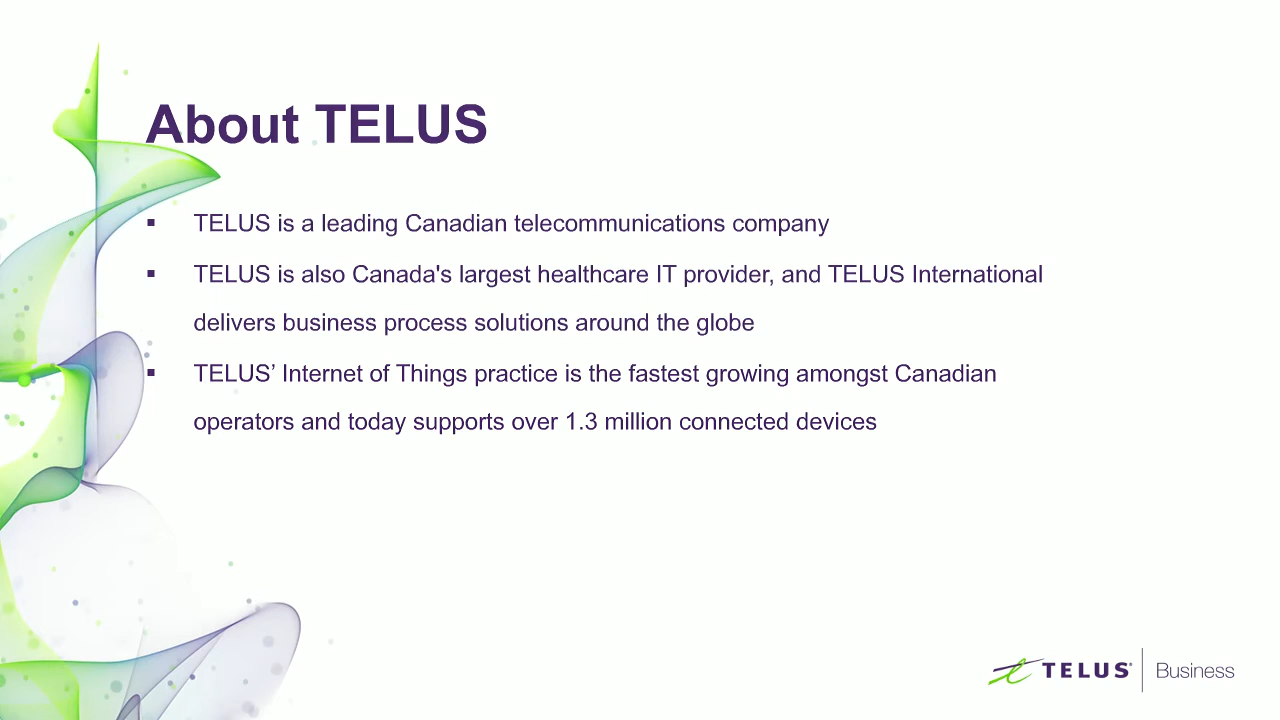 About TELUS
▪ TELUS is a leading Canadian telecommunications company
▪ TELUS is also Canada's largest healthcare IT provider, and TELUS International
delivers business process solutions around the globe
▪ TELUS’ Internet of Things practice is the fastest growing amongst Canadian
operators and today supports over 1.3 million connected devices
TELUS® Business